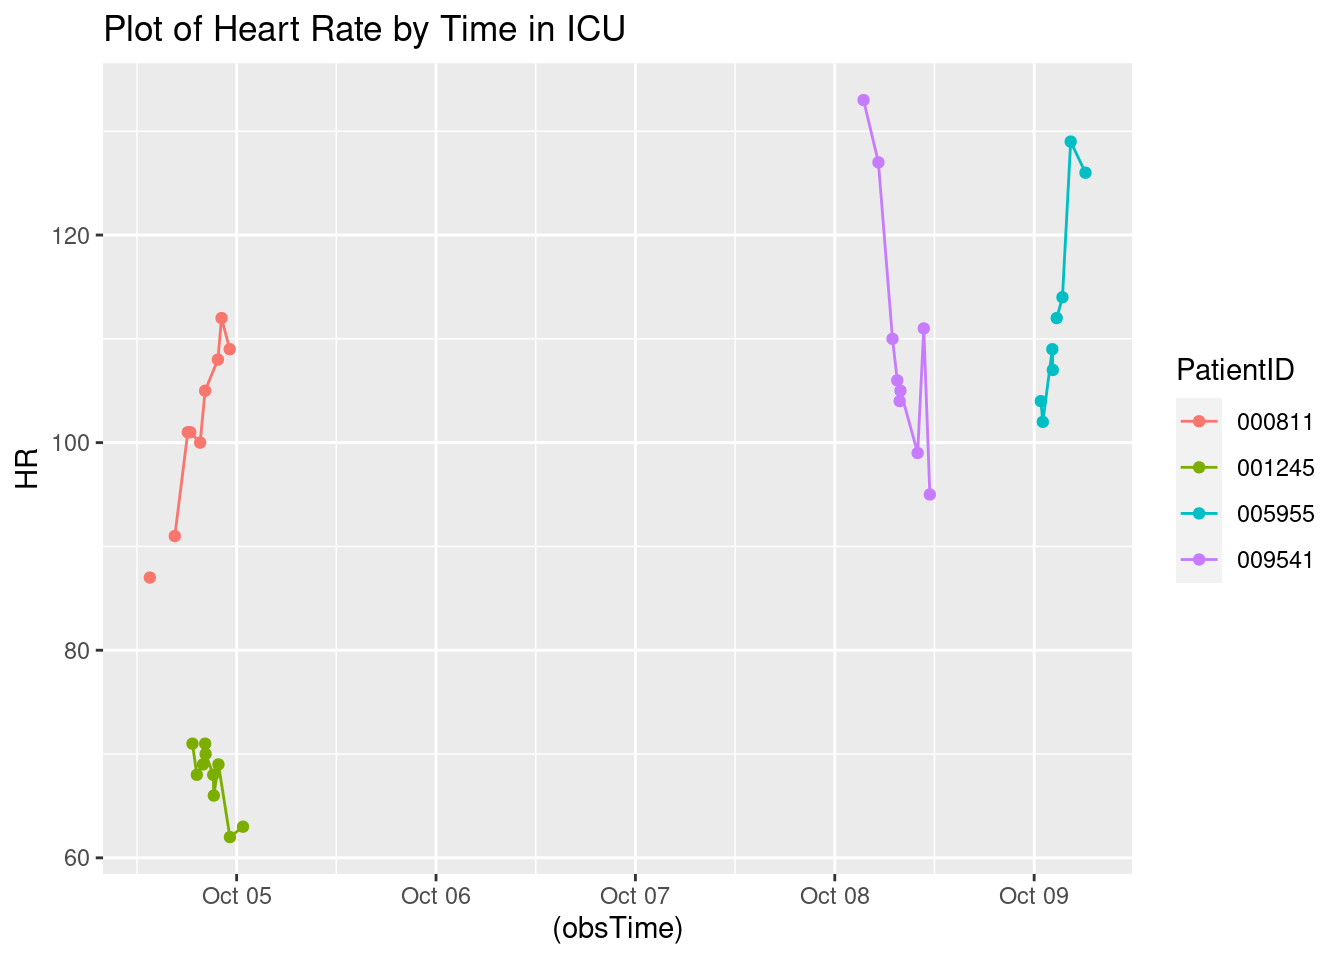 Plot of Heart Rate by Time in ICU
HR
120
100
80
60
Oct 05 Oct 06 Oct 07 Oct 08 Oct 09
(obsTime)
PatientID
000811
001245
005955
009541